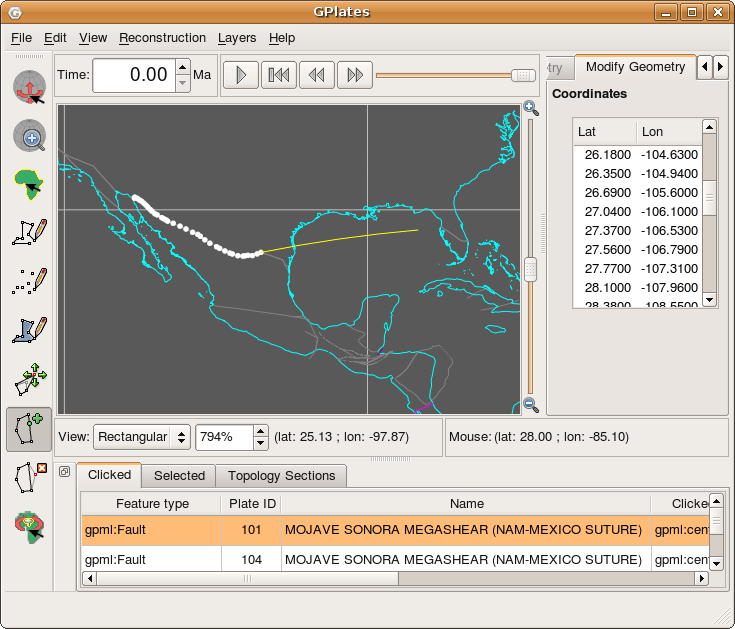 GPlates
File Edit View Reconstruction Layers Help
Time: 0.00 Ma
try Modify Geometry
Coordinates
Lat Lon
26.1800 -104.6300
26.3500 -104.9400
26.6900 -105.6000
27.0400 -106.1000
27.3700 -106.5300
27.5600 -106.7900
27.7700 -107.3100
28.1000 -107.9600
28.3800 -108.5500
View: Rectangular 794% (lat: 25.13 ; lon: -97.87) Mouse: (lat: 28.00 ; lon: -85.10)
Clicked Selected Topology Sections
Feature type Plate ID Name Clicked
gpml:Fault 101 MOJAVE SONORA MEGASHEAR (NAM-MEXICO SUTURE) gpml:cen
gpml:Fault 104 MOJAVE SONORA MEGASHEAR (NAM-MEXICO SUTURE) gpml:cen